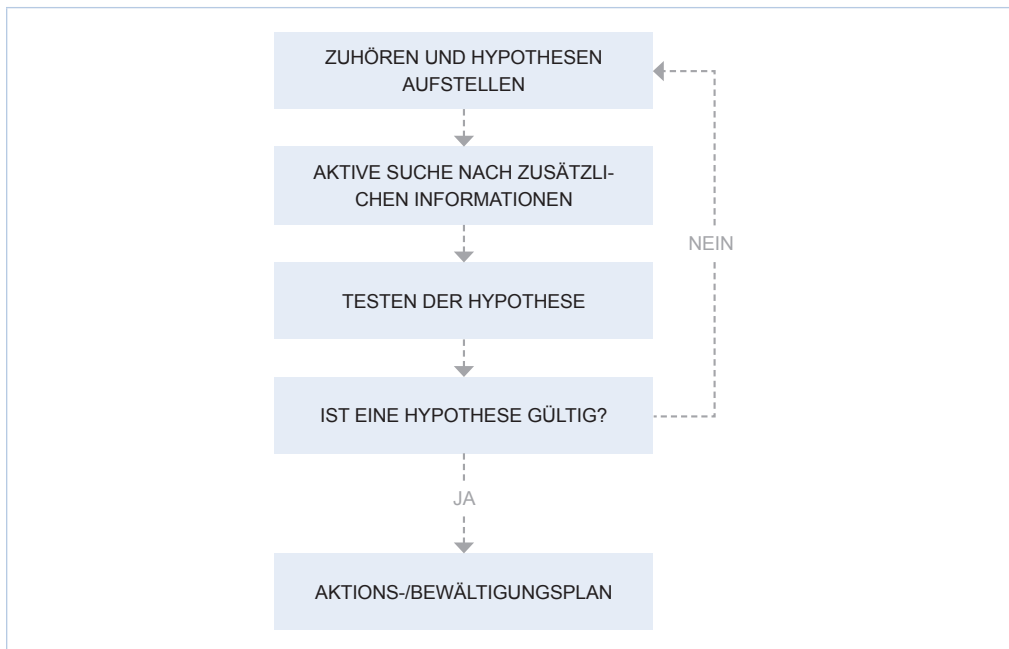 ZUHÖREN UND HYPOTHESEN
AUFSTELLEN
AKTIVE SUCHE NACH ZUSÄTZLI-
CHEN INFORMATIONEN
NEIN
TESTEN DER HYPOTHESE
IST EINE HYPOTHESE GÜLTIG?
JA
AKTIONS-/BEWÄLTIGUNGSPLAN